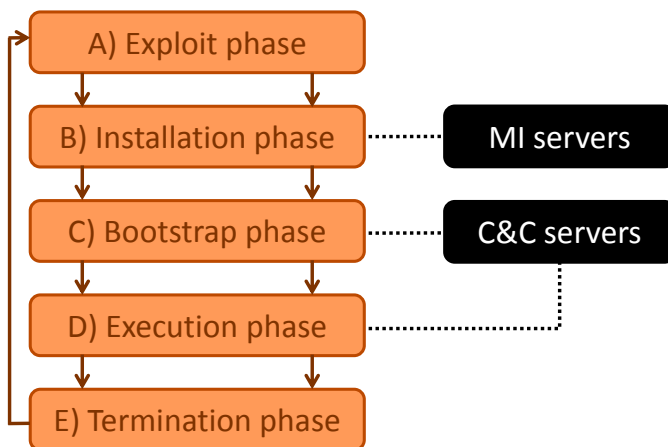 A) Exploit phase
B) Installation phase
MI servers
C) Bootstrap phase
C&C servers
D) Execution phase
E) Termination phase